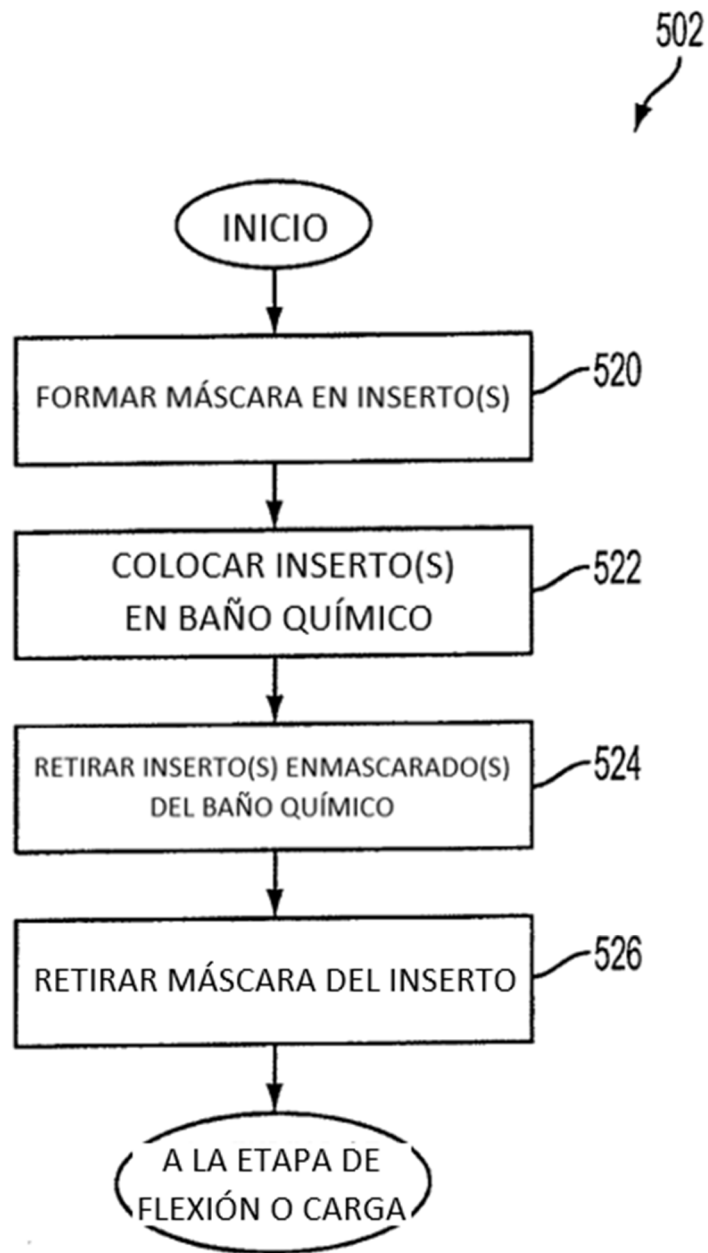 502
INICIO
FORMAR MÁSCARA EN INSERTO(S)
520
COLOCAR INSERTO(S)
EN BAÑO QUÍMICO
522
RETIRAR INSERTO(S) ENMASCARADO(S)
DEL BAÑO QUÍMICO
524
RETIRAR MÁSCARA DEL INSERTO
526
A LA ETAPA DE
FLEXIÓN O CARGA